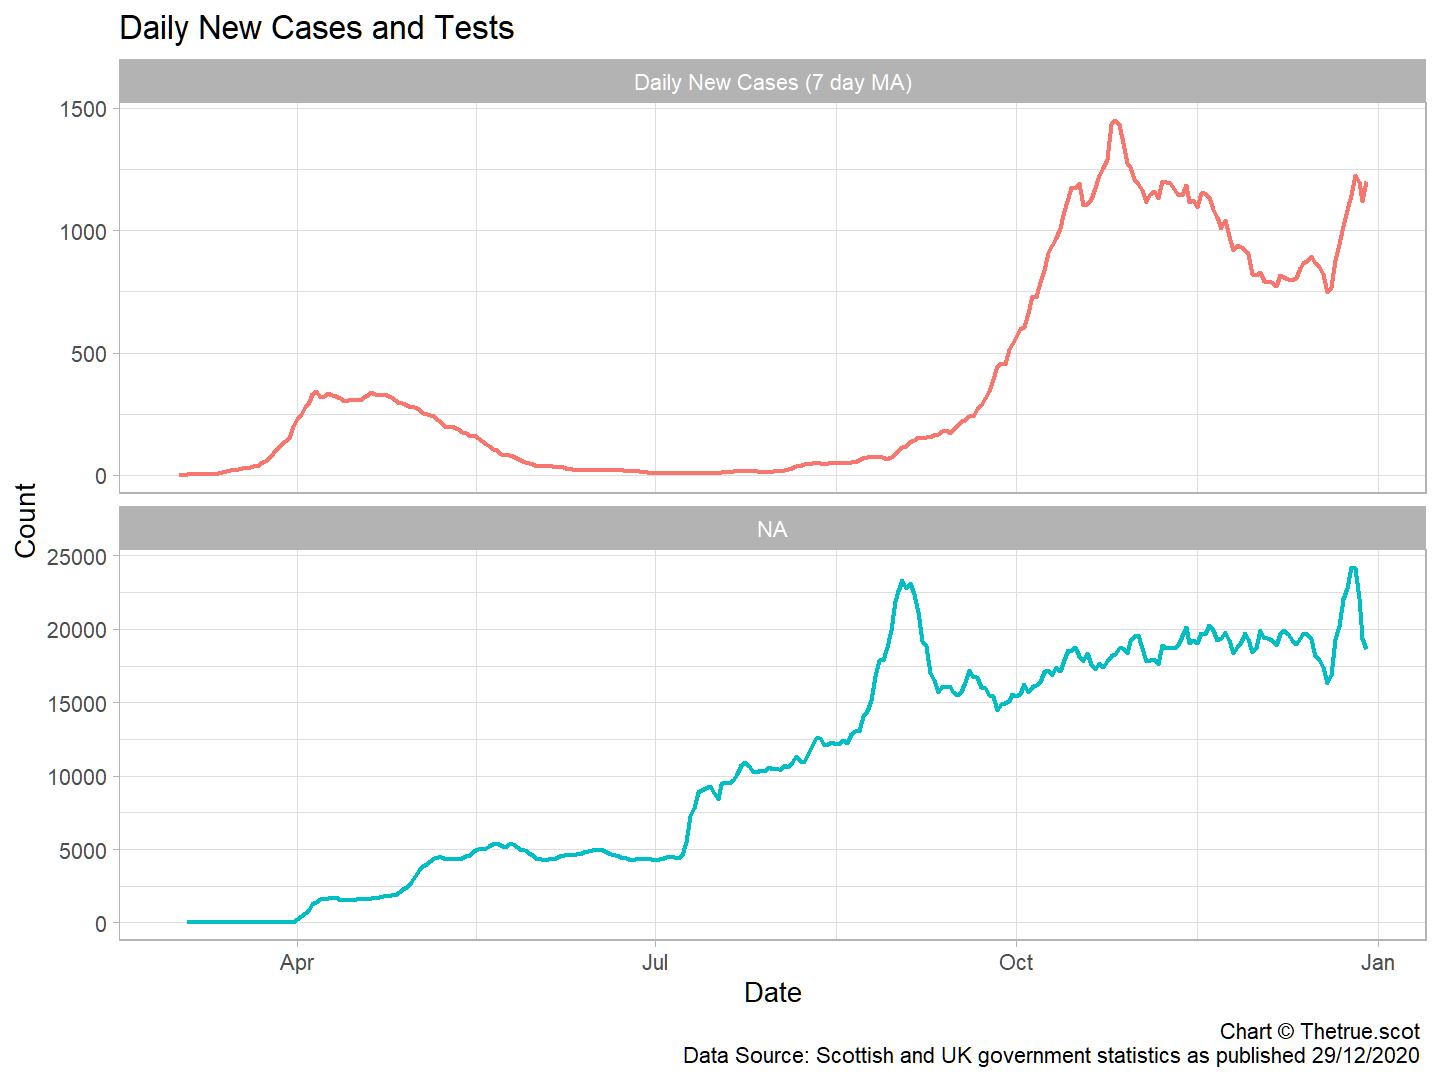 Daily New Cases and Tests
Daily New Cases (7 day MA)
1500
1000
500
0
NA
25000
20000
15000
10000
5000
0
Count
Apr Jul Oct Jan
Date
Chart © Thetrue.scot
Data Source: Scottish and UK government statistics as published 29/12/2020